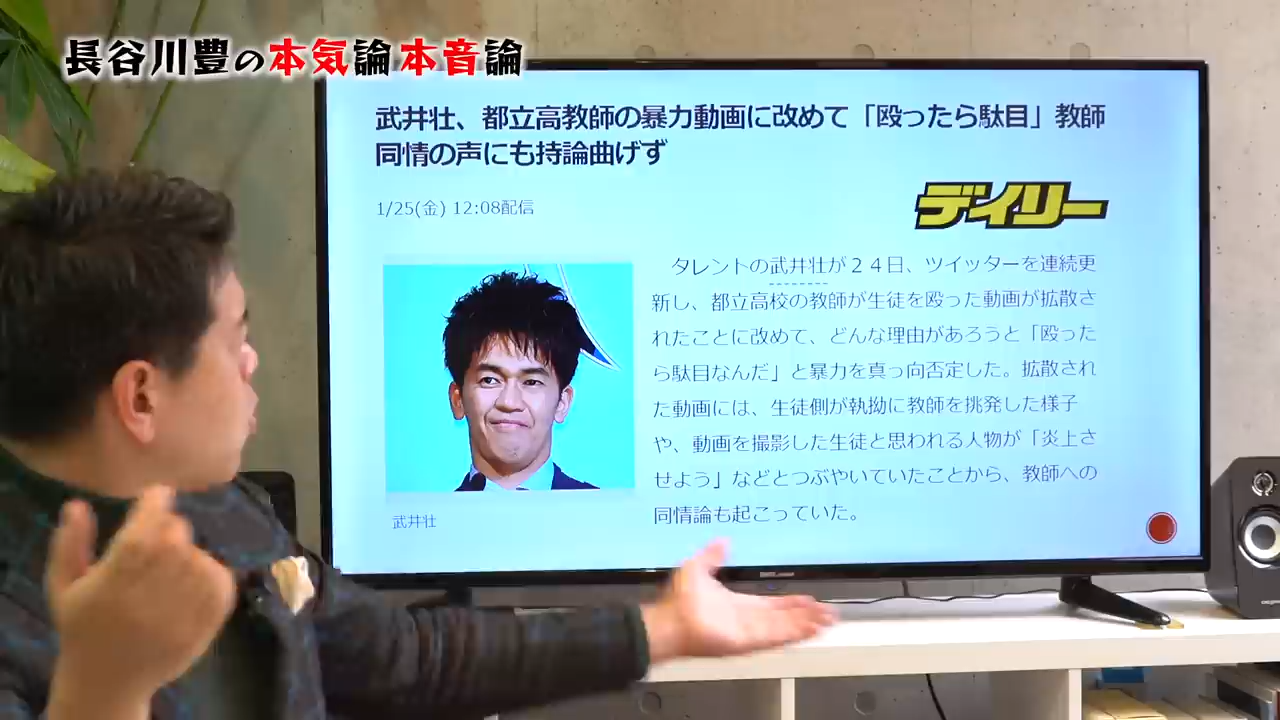 長谷川豊の本気論本音論
武井壮、都立高教師の暴力動画に改めて「殴ったら駄目」教師
同情の声にも持論曲げず
1/25(金) 12:08配信
デイリー
タレントの武井壮が２４日、ツイッターを連続更
新し、都立高校の教師が生徒を殴った動画が拡散さ
れたことに改めて、どんな理由があろうと「殴った
ら駄目なんだ」と暴力を真っ向否定した。拡散され
た動画には、生徒側が執拗に教師を挑発した様子
や、動画を撮影した生徒と思われる人物が「炎上さ
せよう」などとつぶやいていたことから、教師への
同情論も起こっていた。
武井壮